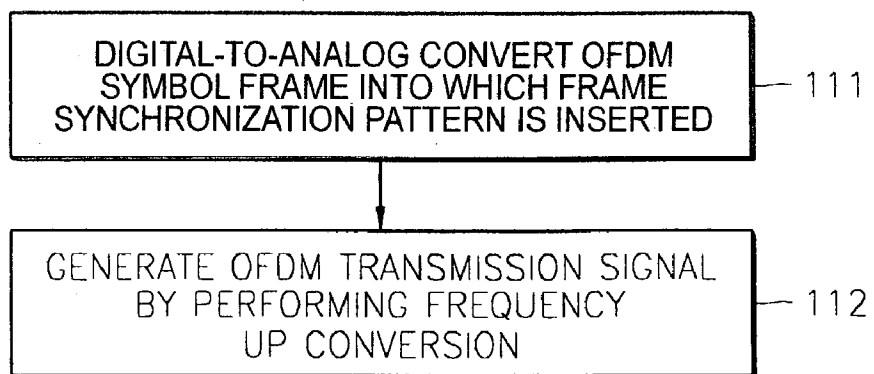 DIGITAL-TO-ANALOG CONVERT OFDM
SYMBOL FRAME INTO WHICH FRAME
SYNCHRONIZATION PATTERN IS INSERTED
111
GENERATE OFDM TRANSMISSION SIGNAL
BY PERFORMING FREQUENCY
UP CONVERSION
112